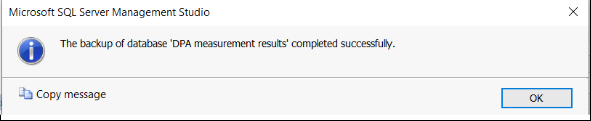 Microsoft SQL Server Management Studio
The backup of database 'DPA measurement results' completed successfully.
Copy message
OK